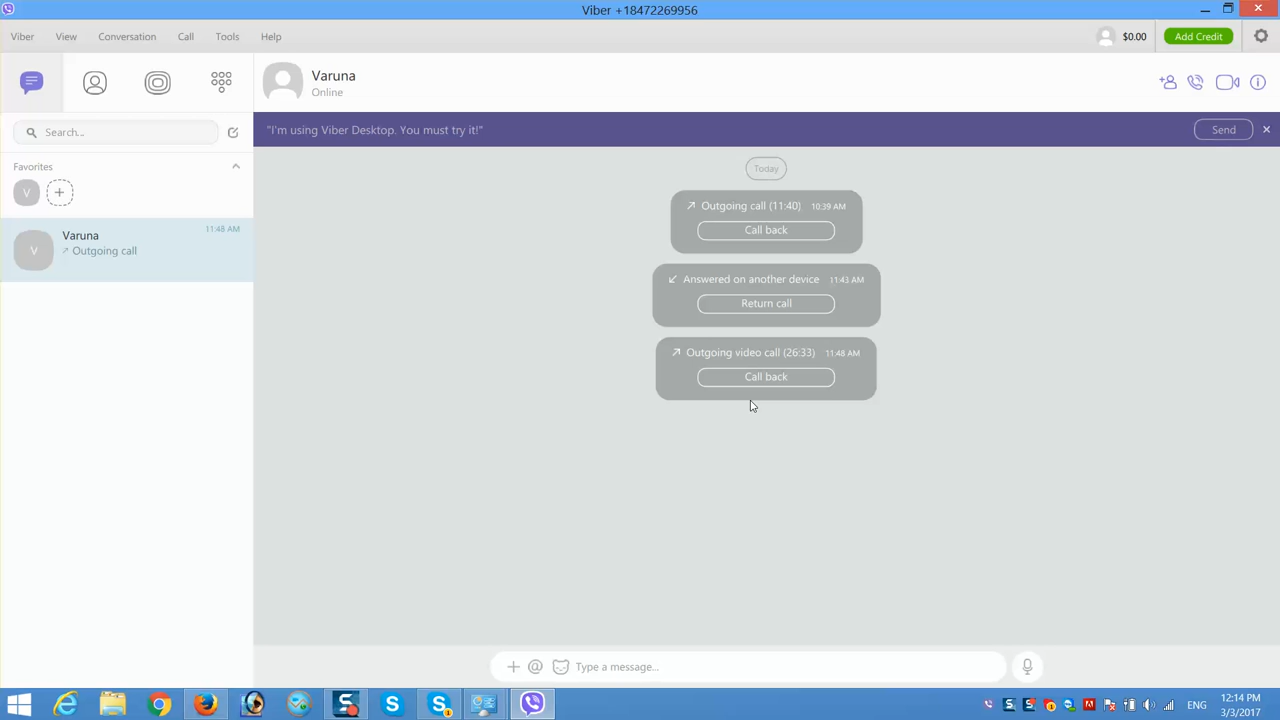 Viber +18472269956
Viber View Conversation Call Tools Help $0.00 Add Credit
Varuna
Online
Search...
"I'm using Viber Desktop. You must try it!" Send
Favorites
V
V
Varuna 11:48 AM
Outgoing call
Today
Outgoing call (11:40) 10:39 AM
Call back
Answered on another device 11:43 AM
Return call
Outgoing video call (26:33) 11:48 AM
Call back
Type a message...
ENG
12:14 PM
3/3/2017